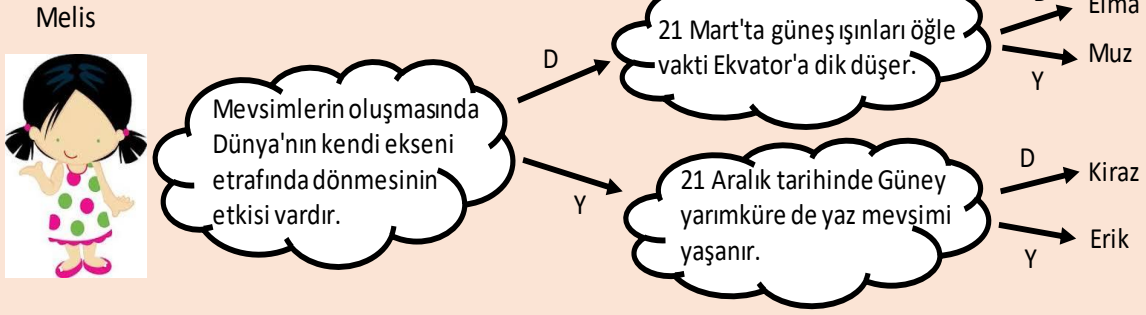 Melis
Mevsimlerin oluşmasında
Dünya'nın kendi ekseni
etrafında dönmesinin
etkisi vardır.
D
Y
21 Mart'ta güneş ışınları öğle
vakti Ekvator'a dik düşer.
Elma
Y
Muz
21 Aralık tarihinde Güney
yarımküre de yaz mevsimi
yaşanır.
D
Kiraz
Y
Erik